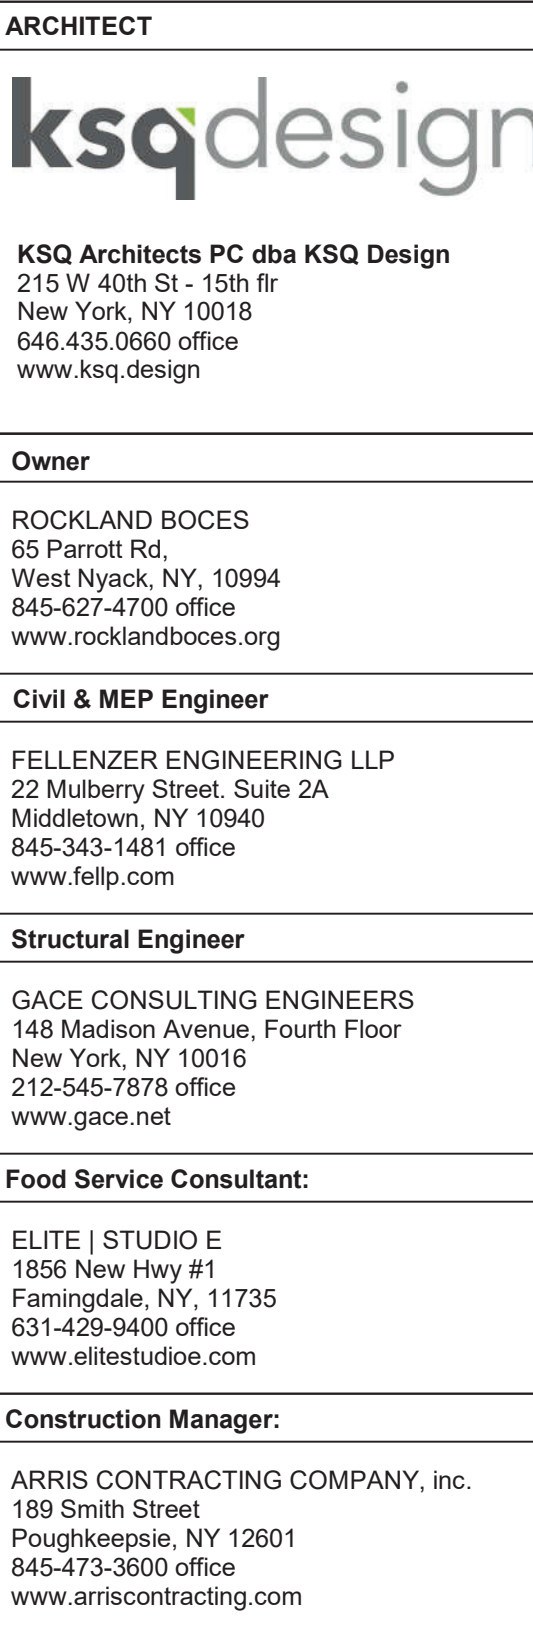 ARCHITECT
ksqdesign
KSQ Architects PC dba KSQ Design
215 W 40th St - 15th flr
New York, NY 10018
646.435.0660 office
www.ksq.design
Owner
ROCKLAND BOCES
65 Parrott Rd,
West Nyack, NY, 10994
845-627-4700 office
www.rocklandboces.org
Civil & MEP Engineer
FELLENZER ENGINEERING LLP
22 Mulberry Street. Suite 2A
Middletown, NY 10940
845-343-1481 office
www.fellp.com
Structural Engineer
GACE CONSULTING ENGINEERS
148 Madison Avenue, Fourth Floor
New York, NY 10016
212-545-7878 office
www.gace.net
Food Service Consultant:
ELITE | STUDIO E
1856 New Hwy #1
Famingdale, NY, 11735
631-429-9400 office
www.elitestudioe.com
Construction Manager:
ARRIS CONTRACTING COMPANY, inc.
189 Smith Street
Poughkeepsie, NY 12601
845-473-3600 office
www.arriscontracting.com